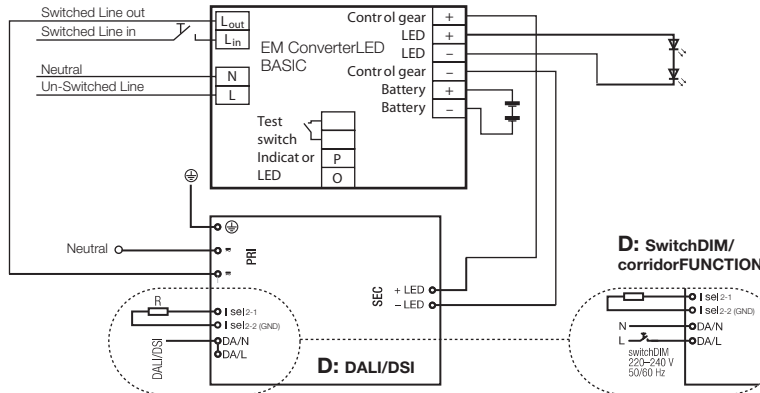 Switched Line out
Switched Line in
Neutral
Un-Switched Line
Lout
Lin
N
L
EM ConverterLED
BASIC
Control gear +
LED +
LED –
Control gear –
Battery +
Battery –
Test
switch
Indicator
LED
P
O
Neutral
PRI
~
=
SEC
+ LED
– LED
R
I sel2-1
I sel2-2 (GND)
DA/N
DA/L
DALI/DSI
D: DALI/DSI
D: SwitchDIM/
corridorFUNCTION
I sel2-1
I sel2-2 (GND)
N
DA/N
L
DA/L
switchDIM
220–240 V
50/60 Hz